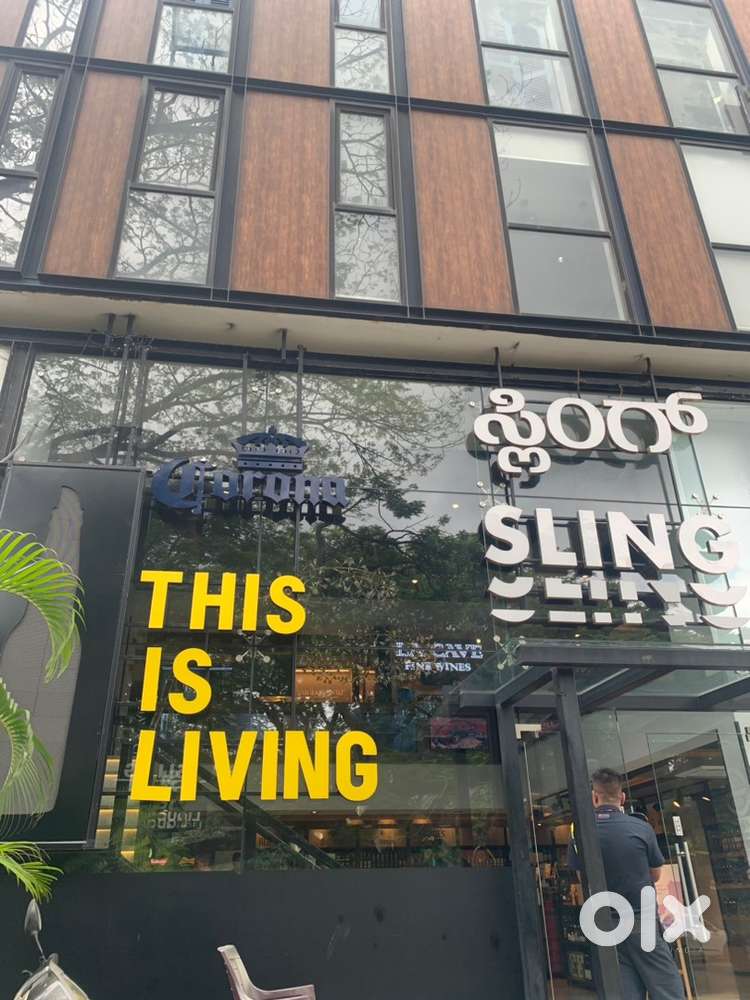 ಸ್ಲಿಂಗ್
Corona
SLING
THIS
IS
LIVING
LA CAVE
FINE WINES
olx